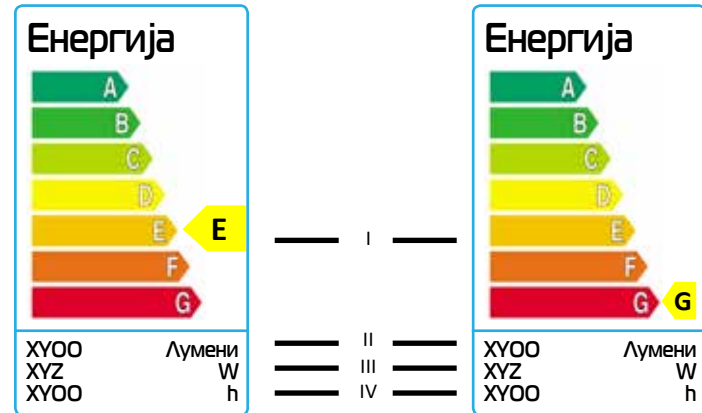 Енергија
A
B
C
D
E
E
F
G
XYOO Лумени
XYZ W
XYOO h
I
II
III
IV
Енергија
A
B
C
D
E
F
G
G
XYOO Лумени
XYZ W
XYOO h